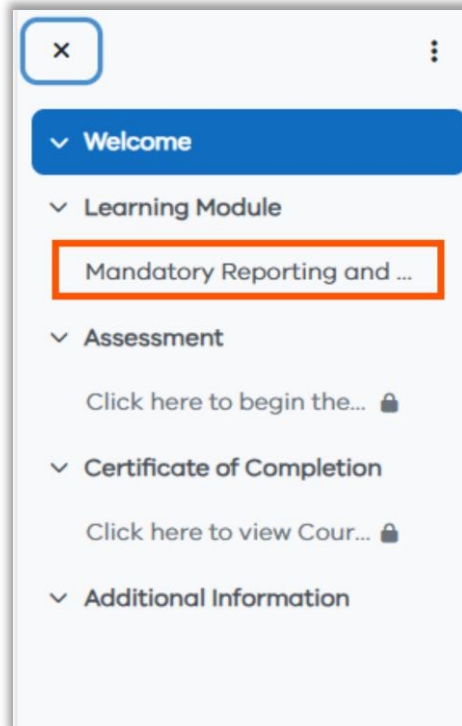 Welcome
Learning Module
Mandatory Reporting and ...
Assessment
Click here to begin the...
Certificate of Completion
Click here to view Cour...
Additional Information